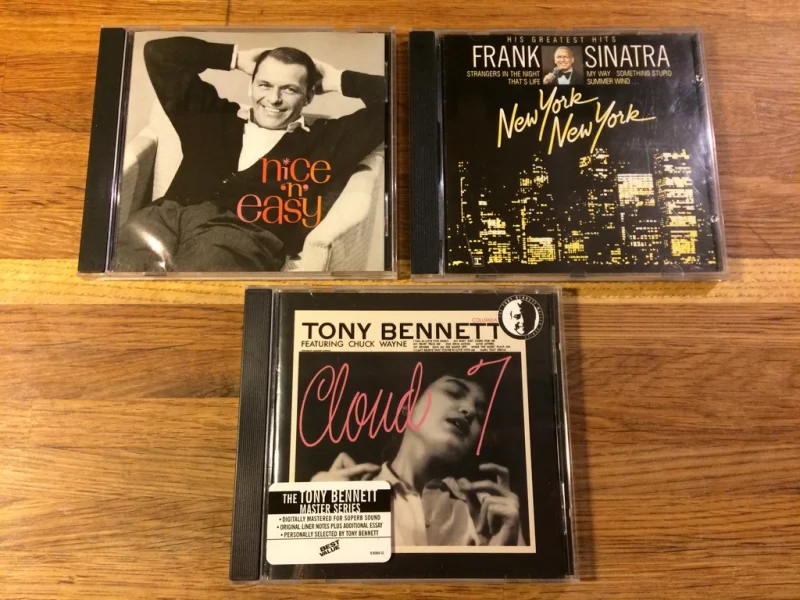 nice
'n'
easy
HIS GREATEST HITS
FRANK SINATRA
STRANGERS IN THE NIGHT
THAT'S LIFE
MY WAY SOMETHING STUPID
SUMMER WIND...
New York
New York
COLUMBIA
TONY BENNETT
FEATURING CHUCK WAYNE
Cloud 7
THE TONY BENNETT
MASTER SERIES
• DIGITALLY MASTERED FOR SUPERB SOUND
• ORIGINAL LINER NOTES PLUS ADDITIONAL ESSAY
• PERSONALLY SELECTED BY TONY BENNETT
BEST
VALUE